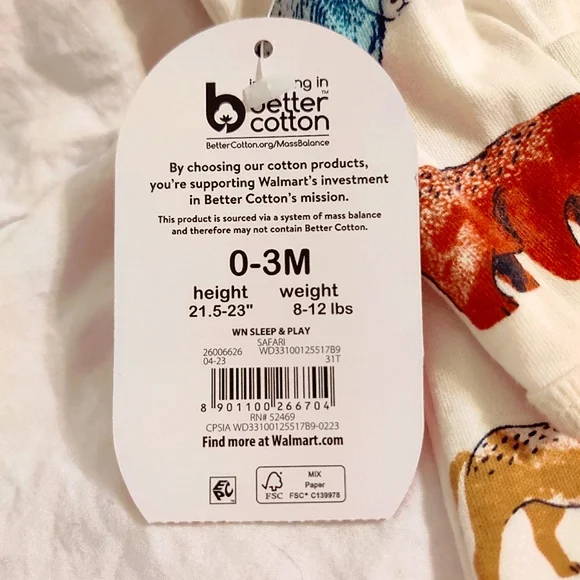 in
better™
cotton
BetterCotton.org/MassBalance
By choosing our cotton products,
you're supporting Walmart's investment
in Better Cotton's mission.
This product is sourced via a system of mass balance
and therefore may not contain Better Cotton.
0-3M
height weight
21.5-23" 8-12 lbs
WN SLEEP & PLAY
SAFARI
26006626 WD33100125517B9
04-23 31T
8 901100 266704
RN# 52469
CPSIA WD33100125517B9-0223
Find more at Walmart.com
MIX
Paper
FSC FSC® C139978